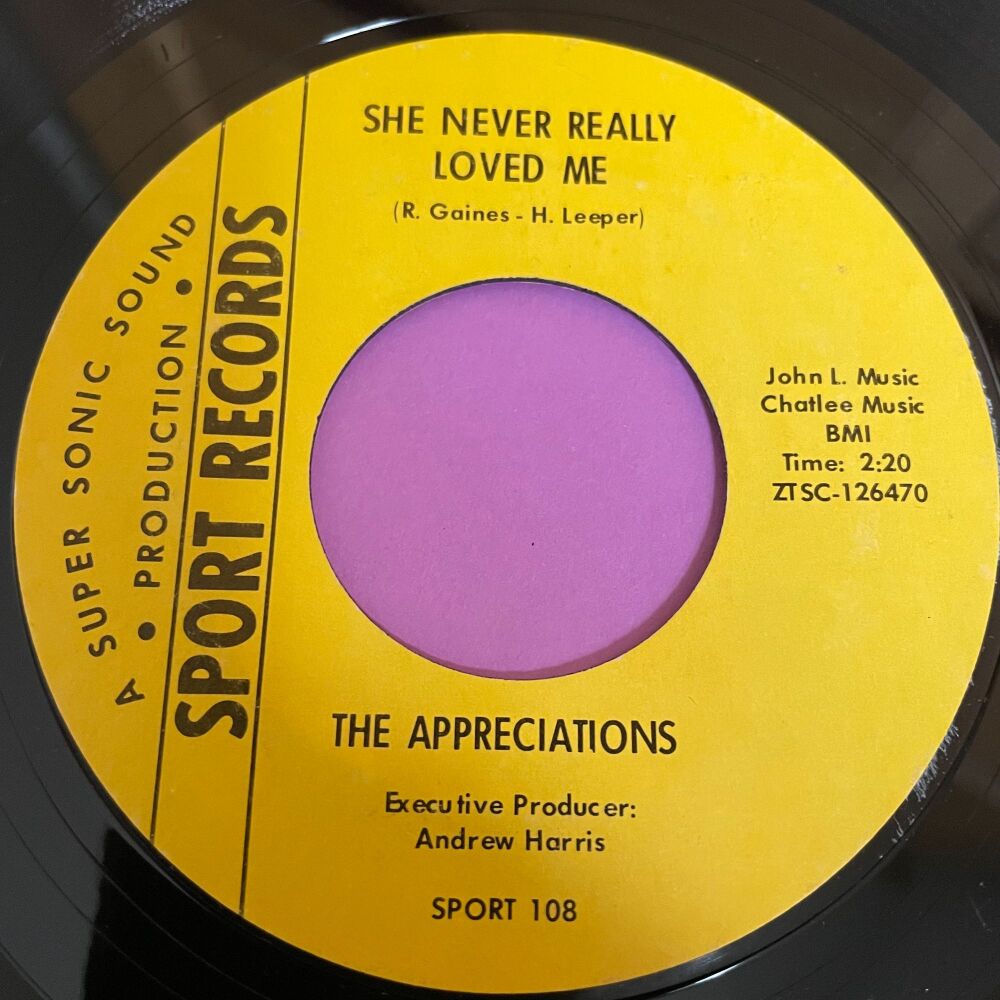 SHE NEVER REALLY
LOVED ME
(R. Gaines - H. Leeper)
A SUPER SONIC SOUND
• PRODUCTION •
SPORT RECORDS
John L. Music
Chatlee Music
BMI
Time: 2:20
ZTSC-126470
THE APPRECIATIONS
Executive Producer:
Andrew Harris
SPORT 108